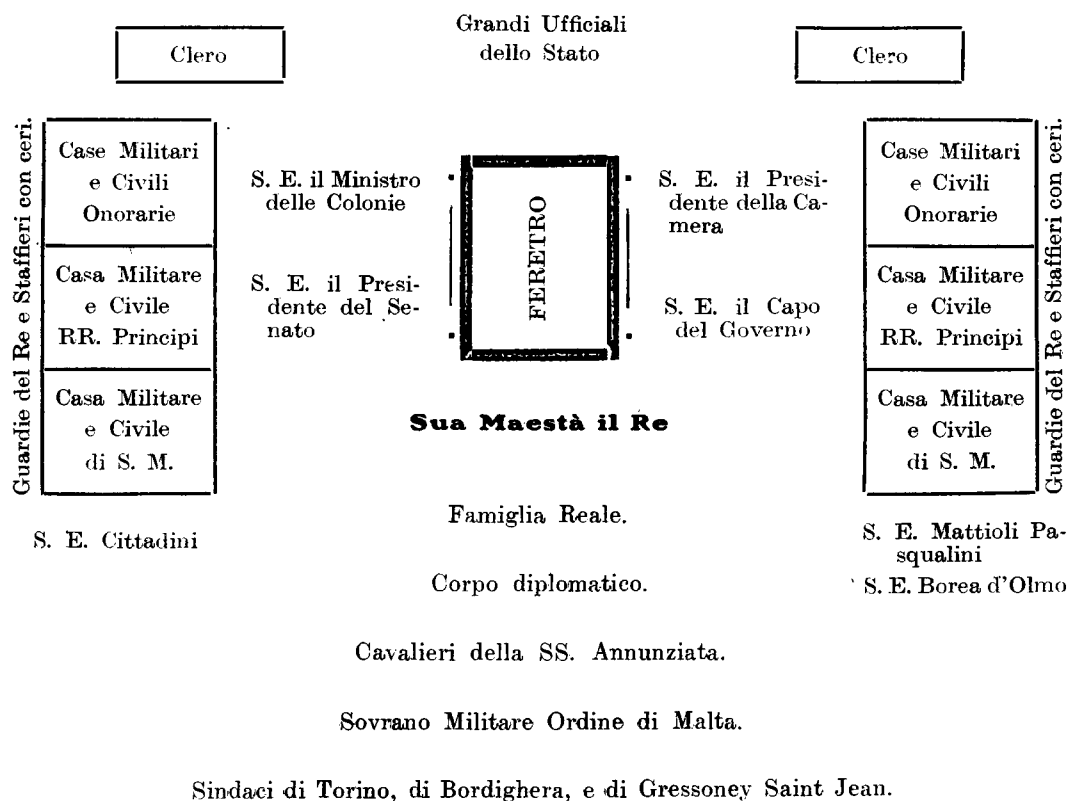 Grandi Ufficiali
dello Stato
Clero
Clero
Guardie del Re e Staffieri con ceri.
Case Militari
e Civili
Onorarie
Casa Militare
e Civile
RR. Principi
Casa Militare
e Civile
di S. M.
S. E. Cittadini
S. E. il Ministro
delle Colonie
S. E. il Presi-
dente del Se-
nato
FERETRO
S. E. il Presi-
dente della Ca-
mera
S. E. il Capo
del Governo
Case Militari
e Civili
Onorarie
Casa Militare
e Civile
RR. Principi
Casa Militare
e Civile
di S. M.
Guardie del Re e Staffieri con ceri.
S. E. Mattioli Pa-
squalini
S. E. Borea d'Olmo
Sua Maestà il Re
Famiglia Reale.
Corpo diplomatico.
Cavalieri della SS. Annunziata.
Sovrano Militare Ordine di Malta.
Sindaci di Torino, di Bordighera, e di Gressoney Saint Jean.